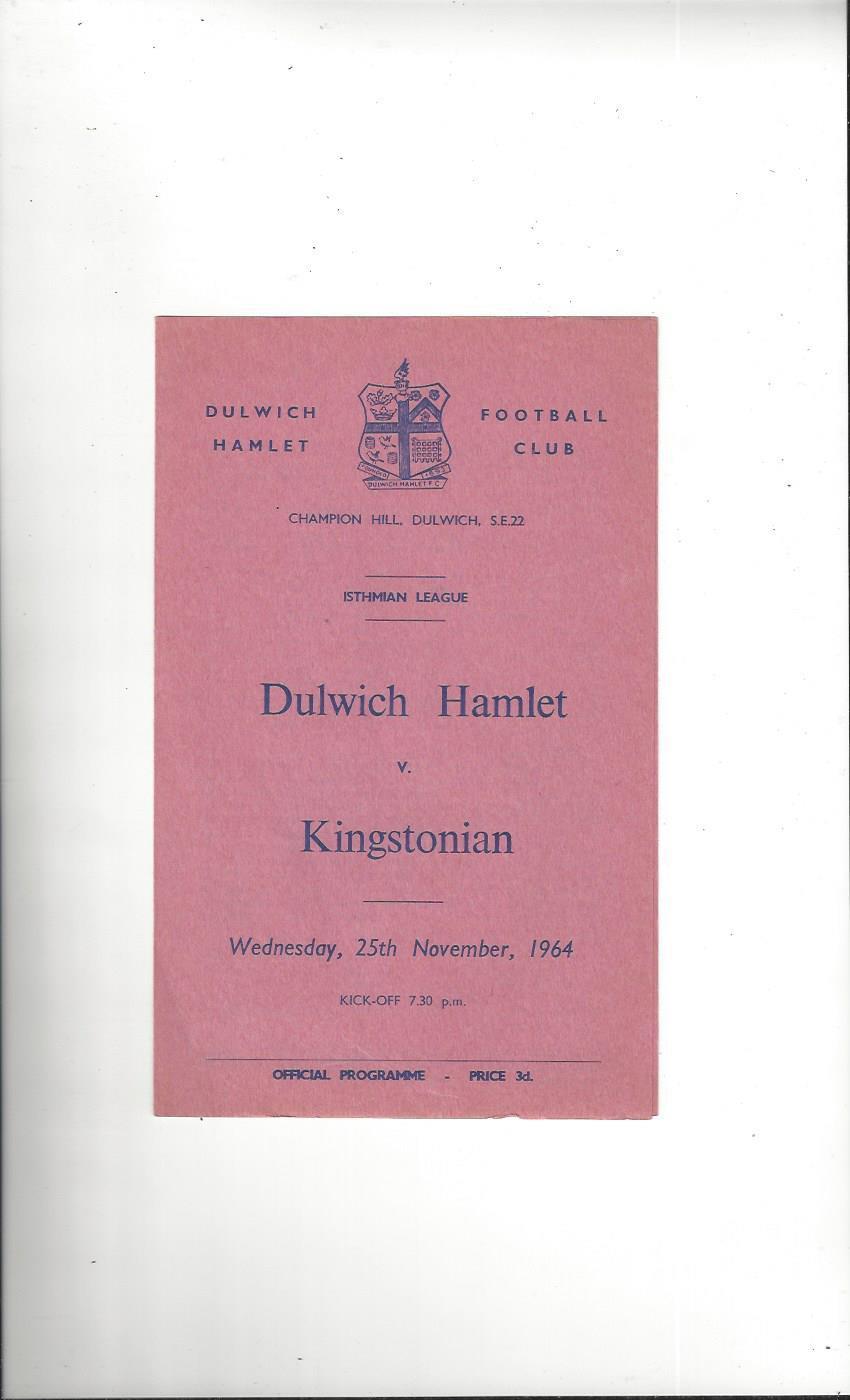 DULWICH HAMLET
FOOTBALL CLUB
1893
DULWICH HAMLET F C
CHAMPION HILL, DULWICH, S.E.22
ISTHMIAN LEAGUE
Dulwich Hamlet
v.
Kingstonian
Wednesday, 25th November, 1964
KICK-OFF 7.30 p.m.
OFFICIAL PROGRAMME - PRICE 3d.